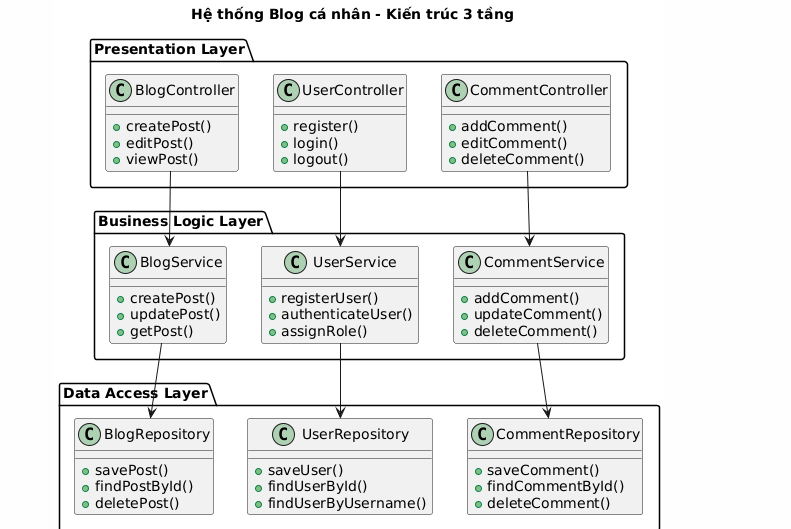 Hệ thống Blog cá nhân - Kiến trúc 3 tầng
Presentation Layer
C BlogController
createPost()
editPost()
viewPost()
C UserController
register()
login()
logout()
C CommentController
addComment()
editComment()
deleteComment()
Business Logic Layer
C BlogService
createPost()
updatePost()
getPost()
C UserService
registerUser()
authenticateUser()
assignRole()
C CommentService
addComment()
updateComment()
deleteComment()
Data Access Layer
C BlogRepository
savePost()
findPostById()
deletePost()
C UserRepository
saveUser()
findUserById()
findUserByUsername()
C CommentRepository
saveComment()
findCommentById()
deleteComment()